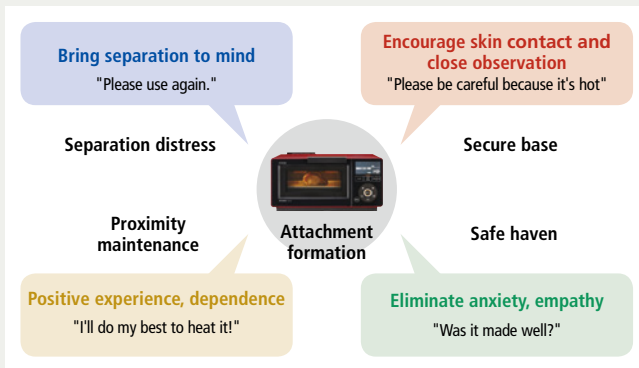 Bring separation to mind
"Please use again."
Encourage skin contact and
close observation
"Please be careful because it's hot"
Separation distress
Secure base
Proximity
maintenance
Attachment
formation
Safe haven
Positive experience, dependence
"I'll do my best to heat it!"
Eliminate anxiety, empathy
"Was it made well?"